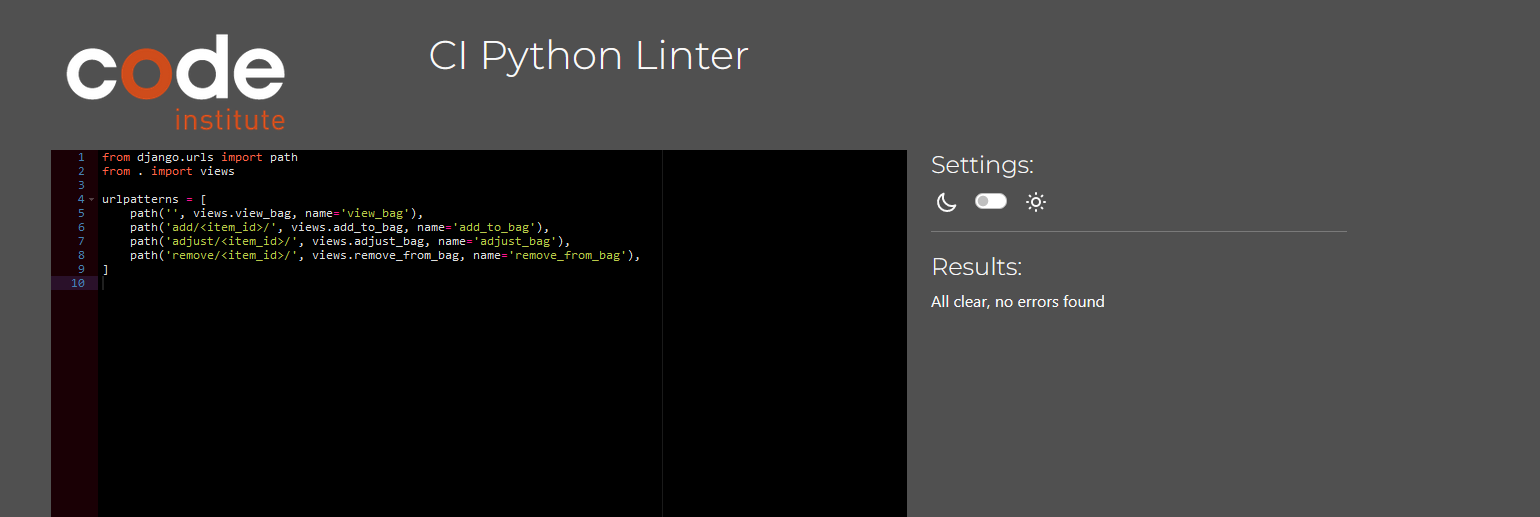 code
institute
CI Python Linter
1 from django.urls import path
2 from . import views
3
4 urlpatterns = [
5     path('', views.view_bag, name='view_bag'),
6     path('add/<item_id>/', views.add_to_bag, name='add_to_bag'),
7     path('adjust/<item_id>/', views.adjust_bag, name='adjust_bag'),
8     path('remove/<item_id>/', views.remove_from_bag, name='remove_from_bag'),
9 ]
10
Settings:
Results:
All clear, no errors found